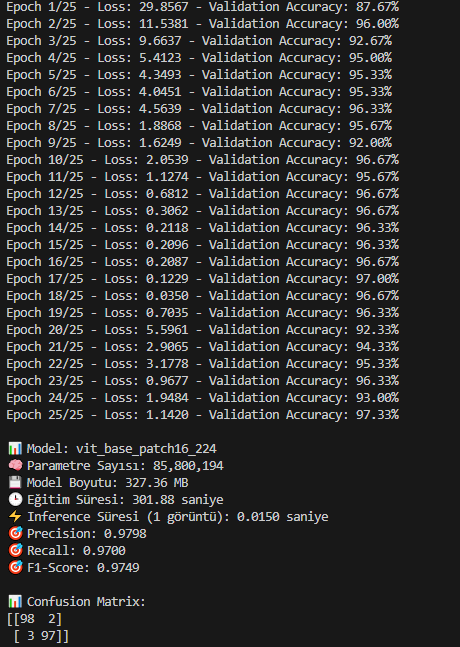 Epoch 1/25 - Loss: 29.8567 - Validation Accuracy: 87.67%
Epoch 2/25 - Loss: 11.5381 - Validation Accuracy: 96.00%
Epoch 3/25 - Loss: 9.6637 - Validation Accuracy: 92.67%
Epoch 4/25 - Loss: 5.4123 - Validation Accuracy: 95.00%
Epoch 5/25 - Loss: 4.3493 - Validation Accuracy: 95.33%
Epoch 6/25 - Loss: 4.0451 - Validation Accuracy: 95.33%
Epoch 7/25 - Loss: 4.5639 - Validation Accuracy: 96.33%
Epoch 8/25 - Loss: 1.8868 - Validation Accuracy: 95.67%
Epoch 9/25 - Loss: 1.6249 - Validation Accuracy: 92.00%
Epoch 10/25 - Loss: 2.0539 - Validation Accuracy: 96.67%
Epoch 11/25 - Loss: 1.1274 - Validation Accuracy: 95.67%
Epoch 12/25 - Loss: 0.6812 - Validation Accuracy: 96.67%
Epoch 13/25 - Loss: 0.3062 - Validation Accuracy: 96.67%
Epoch 14/25 - Loss: 0.2118 - Validation Accuracy: 96.33%
Epoch 15/25 - Loss: 0.2096 - Validation Accuracy: 96.33%
Epoch 16/25 - Loss: 0.2087 - Validation Accuracy: 96.67%
Epoch 17/25 - Loss: 0.1229 - Validation Accuracy: 97.00%
Epoch 18/25 - Loss: 0.0350 - Validation Accuracy: 96.67%
Epoch 19/25 - Loss: 0.7035 - Validation Accuracy: 96.33%
Epoch 20/25 - Loss: 5.5961 - Validation Accuracy: 92.33%
Epoch 21/25 - Loss: 2.9065 - Validation Accuracy: 94.33%
Epoch 22/25 - Loss: 3.1778 - Validation Accuracy: 95.33%
Epoch 23/25 - Loss: 0.9677 - Validation Accuracy: 96.33%
Epoch 24/25 - Loss: 1.9484 - Validation Accuracy: 93.00%
Epoch 25/25 - Loss: 1.1420 - Validation Accuracy: 97.33%
📊 Model: vit_base_patch16_224
🧠 Parametre Sayısı: 85,800,194
💾 Model Boyutu: 327.36 MB
🕒 Eğitim Süresi: 301.88 saniye
⚡ Inference Süresi (1 görüntü): 0.0150 saniye
🎯 Precision: 0.9798
🎯 Recall: 0.9700
🎯 F1-Score: 0.9749
📊 Confusion Matrix:
[[98  2]
 [ 3 97]]